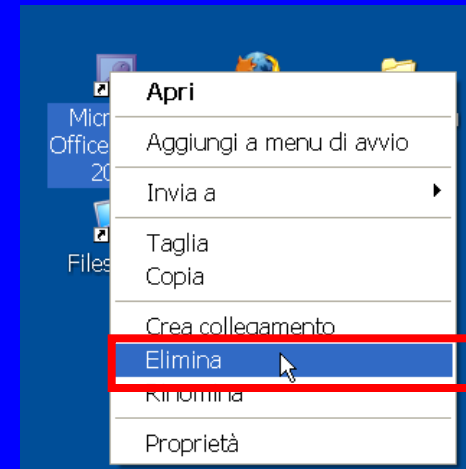 Apri
Micr
Aggiungi a menu di avvio
Office
20
Invia a
Taglia
Files
Copia
Crea collegamento
Elimina
Rinomina
Proprietà